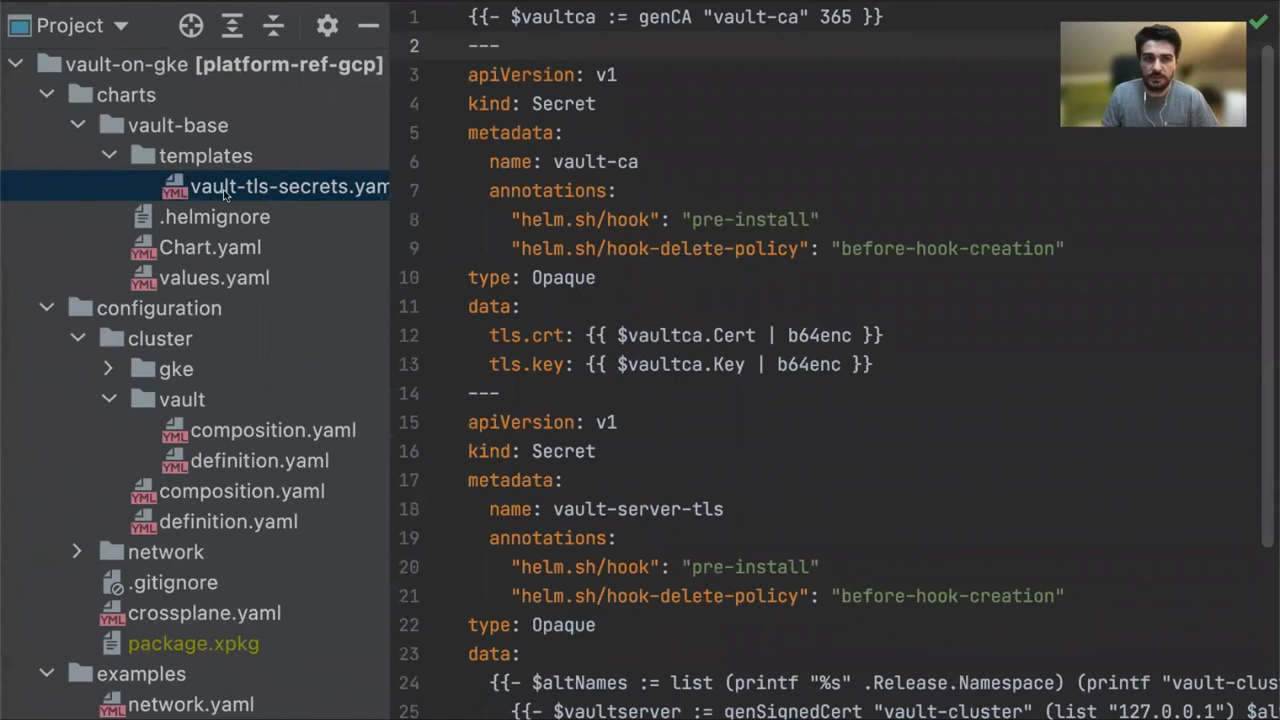 Project
vault-on-gke [platform-ref-gcp]
charts
vault-base
templates
vault-tls-secrets.yam
.helmignore
Chart.yaml
values.yaml
configuration
cluster
gke
vault
composition.yaml
definition.yaml
composition.yaml
definition.yaml
network
.gitignore
crossplane.yaml
package.xpkg
examples
network.yaml
1 {{- $vaultca := genCA "vault-ca" 365 }}
2 ---
3 apiVersion: v1
4 kind: Secret
5 metadata:
6 name: vault-ca
7 annotations:
8 "helm.sh/hook": "pre-install"
9 "helm.sh/hook-delete-policy": "before-hook-creation"
10 type: Opaque
11 data:
12 tls.crt: {{ $vaultca.Cert | b64enc }}
13 tls.key: {{ $vaultca.Key | b64enc }}
14 ---
15 apiVersion: v1
16 kind: Secret
17 metadata:
18 name: vault-server-tls
19 annotations:
20 "helm.sh/hook": "pre-install"
21 "helm.sh/hook-delete-policy": "before-hook-creation"
22 type: Opaque
23 data:
24 {{- $altNames := list (printf "%s" .Release.Namespace) (printf "vault-clus
25 {{- $vaultserver := genSignedCert "vault-cluster" (list "127.0.0.1") $al